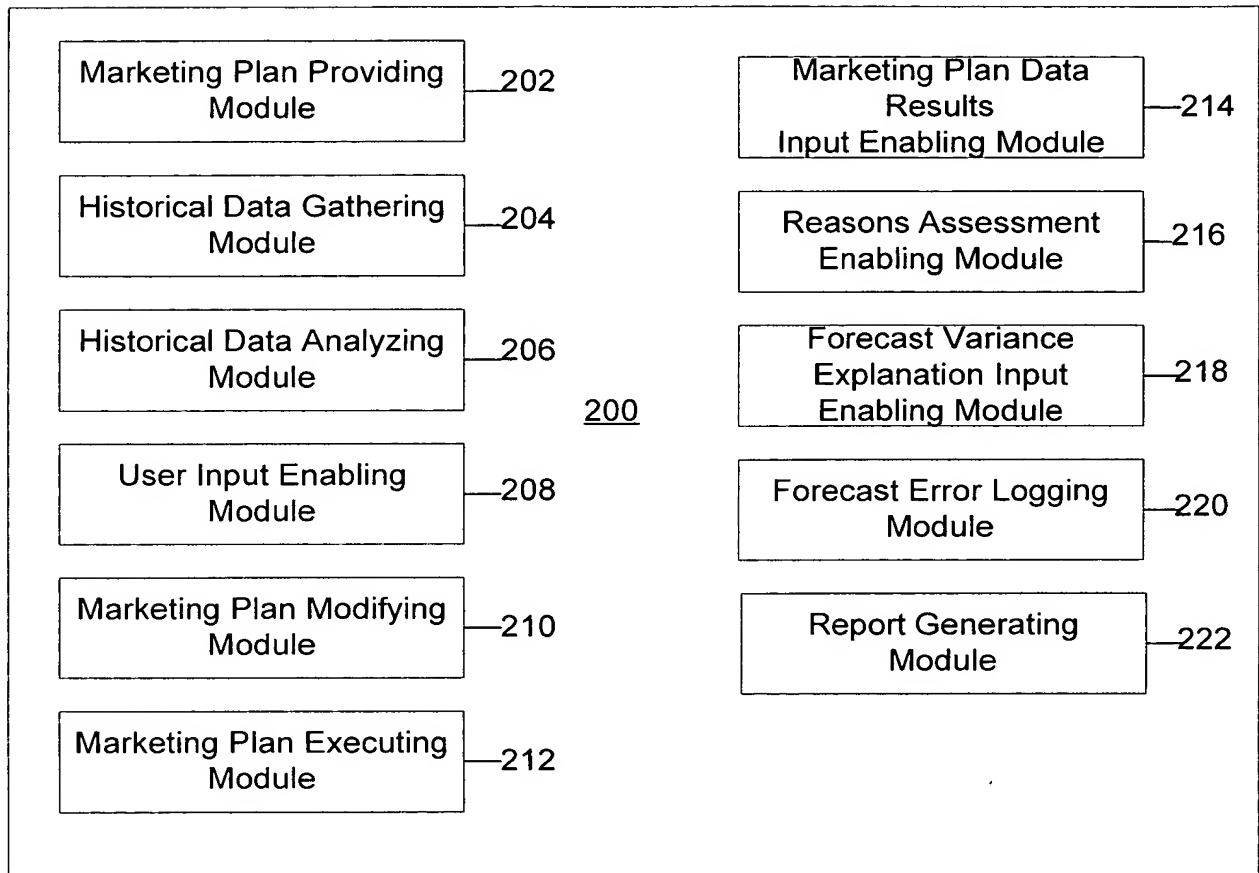 Marketing Plan Providing
Module
202
Historical Data Gathering
Module
204
Historical Data Analyzing
Module
206
User Input Enabling
Module
208
Marketing Plan Modifying
Module
210
Marketing Plan Executing
Module
212
200
Marketing Plan Data
Results
Input Enabling Module
214
Reasons Assessment
Enabling Module
216
Forecast Variance
Explanation Input
Enabling Module
218
Forecast Error Logging
Module
220
Report Generating
Module
222